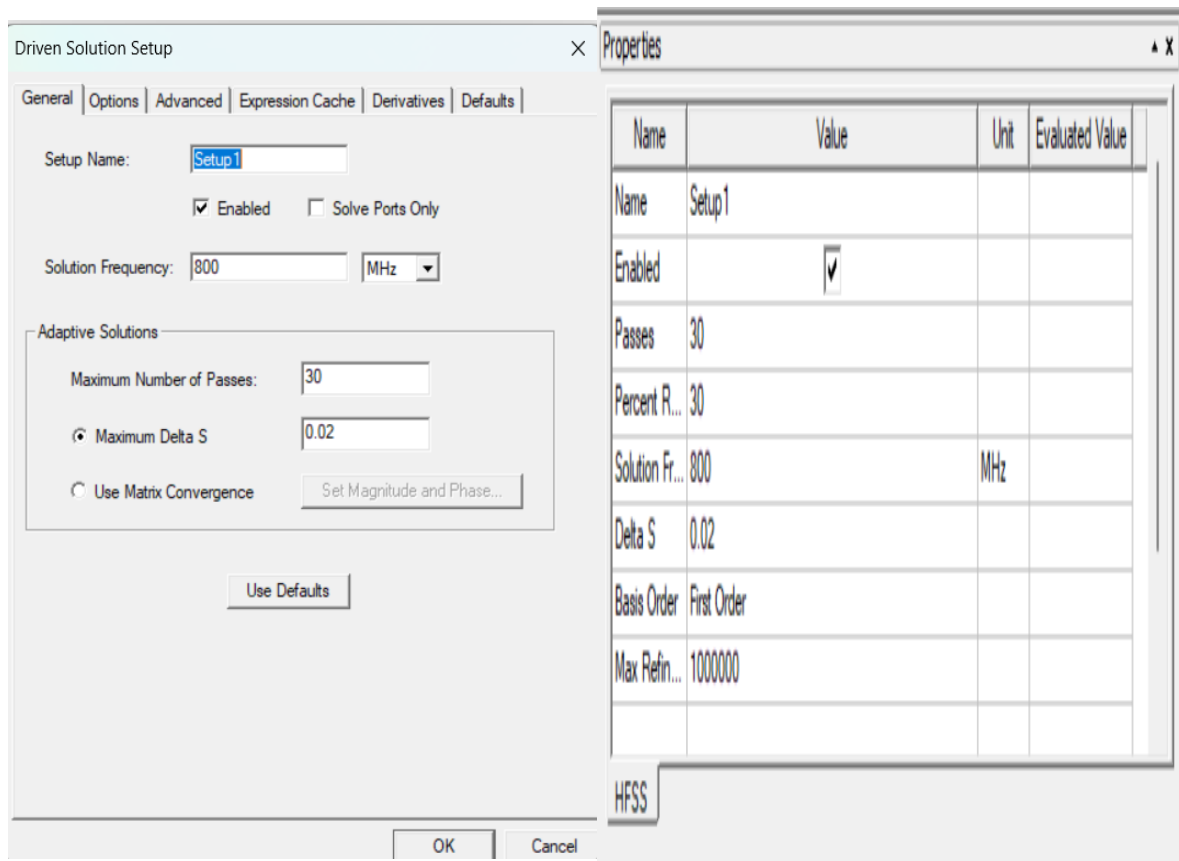 Driven Solution Setup
General Options Advanced Expression Cache Derivatives Defaults
Setup Name: Setup1
Enabled Solve Ports Only
Solution Frequency: 800 MHz
Adaptive Solutions
Maximum Number of Passes: 30
Maximum Delta S 0.02
Use Matrix Convergence Set Magnitude and Phase...
Use Defaults
OK Cancel
Properties
Name Value Unit Evaluated Value
Name Setup1
Enabled
Passes 30
Percent R... 30
Solution Fr... 800 MHz
Delta S 0.02
Basis Order First Order
Max Refin... 1000000
HFSS